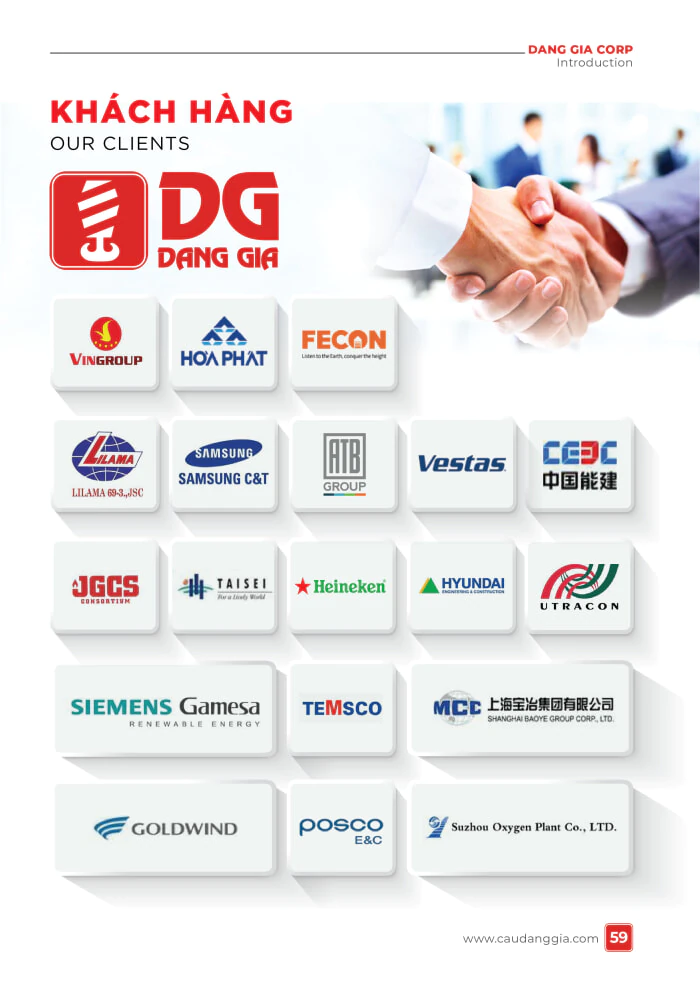 DANG GIA CORP
Introduction
KHÁCH HÀNG
OUR CLIENTS
DG
DANG GIA
VINGROUP
HÒA PHÁT
FECON
Listen to the Earth, conquer the height
LILAMA
LILAMA 69-3.,JSC
SAMSUNG
SAMSUNG C&T
ATB
GROUP
Vestas
CEEC
中国能建
JGCS
CONSORTIUM
TAISEI
For a Lively World
Heineken
HYUNDAI
ENGINEERING & CONSTRUCTION
UTRACON
SIEMENS Gamesa
RENEWABLE ENERGY
TEMSCO
MCC 上海宝冶集团有限公司
SHANGHAI BAOYE GROUP CORP., LTD.
GOLDWIND
posco
E&C
Suzhou Oxygen Plant Co., LTD.
www.caudanggia.com 59